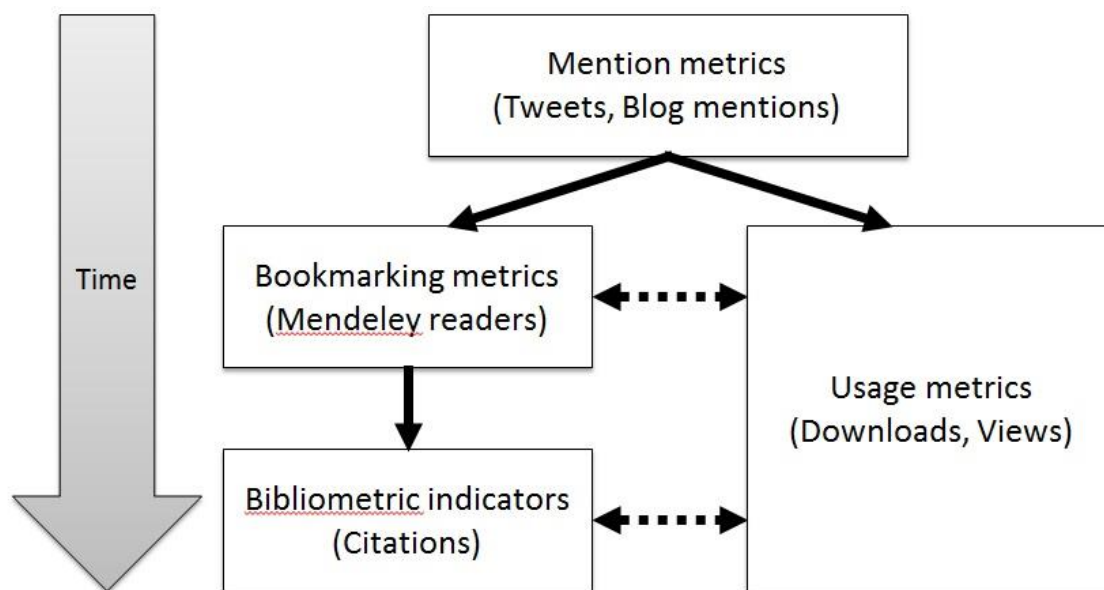 Mention metrics
(Tweets, Blog mentions)
Time
Bookmarking metrics
(Mendeley readers)
Usage metrics
(Downloads, Views)
Bibliometric indicators
(Citations)